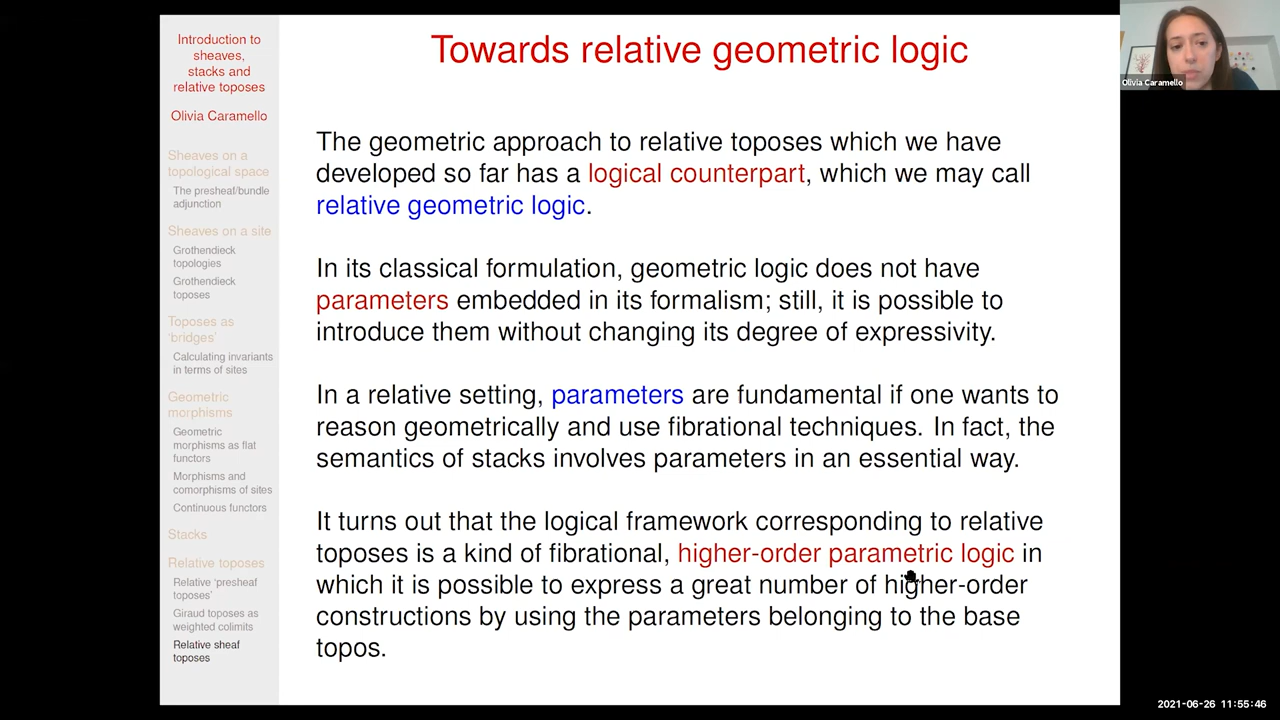 Introduction to
sheaves,
stacks and
relative toposes
Olivia Caramello
Sheaves on a
topological space
The presheaf/bundle
adjunction
Sheaves on a site
Grothendieck
topologies
Grothendieck
toposes
Toposes as
'bridges'
Calculating invariants
in terms of sites
Geometric
morphisms
Geometric
morphisms as flat
functors
Morphisms and
comorphisms of sites
Continuous functors
Stacks
Relative toposes
Relative 'presheaf
toposes'
Giraud toposes as
weighted colimits
Relative sheaf
toposes
Towards relative geometric logic
The geometric approach to relative toposes which we have
developed so far has a logical counterpart, which we may call
relative geometric logic.
In its classical formulation, geometric logic does not have
parameters embedded in its formalism; still, it is possible to
introduce them without changing its degree of expressivity.
In a relative setting, parameters are fundamental if one wants to
reason geometrically and use fibrational techniques. In fact, the
semantics of stacks involves parameters in an essential way.
It turns out that the logical framework corresponding to relative
toposes is a kind of fibrational, higher-order parametric logic in
which it is possible to express a great number of higher-order
constructions by using the parameters belonging to the base
topos.
Olivia Caramello
2021-06-26 11:55:46